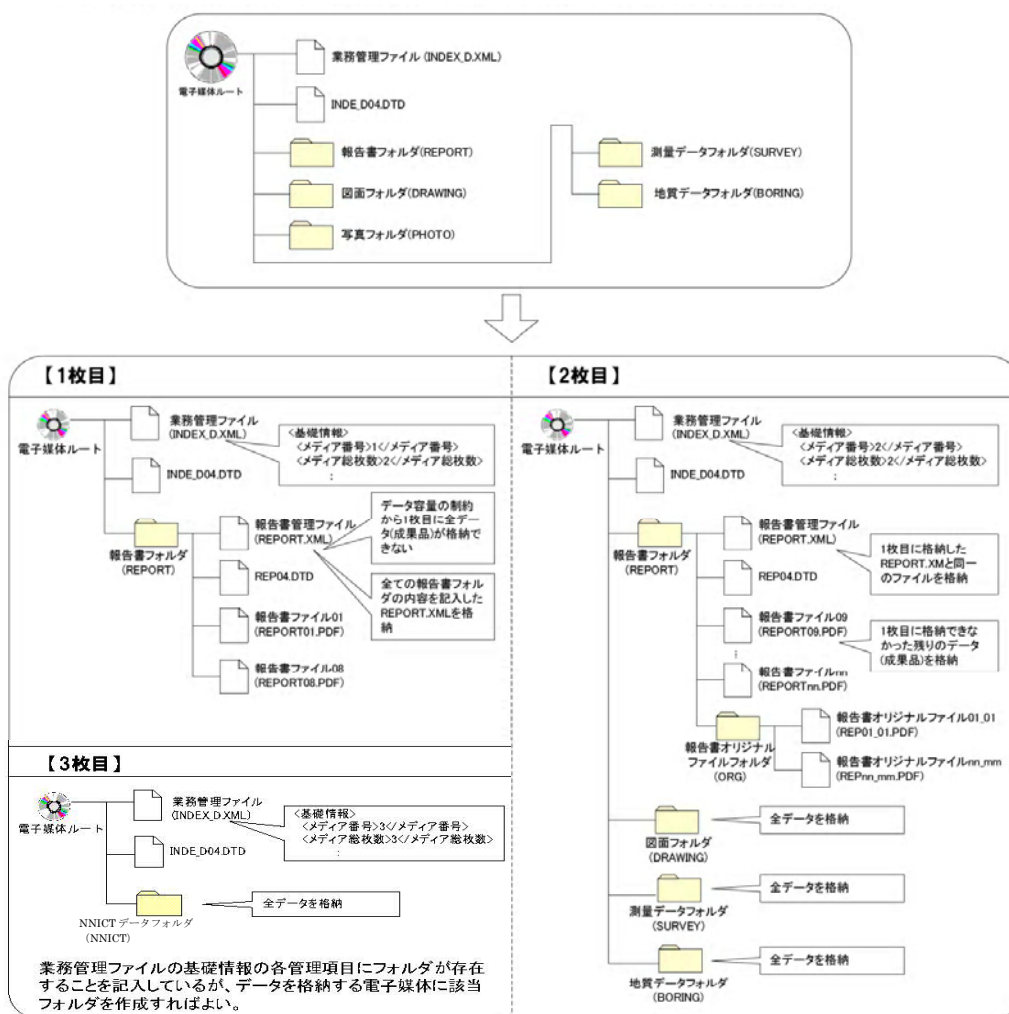 業務管理ファイル (INDEX_D.XML)
電子媒体ルート
INDE_D04.DTD
報告書フォルダ(REPORT)
図面フォルダ(DRAWING)
写真フォルダ(PHOTO)
測量データフォルダ(SURVEY)
地質データフォルダ(BORING)
【1枚目】
電子媒体ルート
業務管理ファイル
(INDEX_D.XML)
<基礎情報>
<メディア番号>1</メディア番号>
<メディア総枚数>2</メディア総枚数>
:
INDE_D04.DTD
報告書フォルダ
(REPORT)
報告書管理ファイル
(REPORT.XML)
データ容量の制約
から1枚目に全デー
タ(成果品)が格納で
きない
REP04.DTD
全ての報告書フォル
ダの内容を記入した
REPORT.XMLを格
納
報告書ファイル01
(REPORT01.PDF)
報告書ファイル08
(REPORT08.PDF)
【2枚目】
電子媒体ルート
業務管理ファイル
(INDEX_D.XML)
<基礎情報>
<メディア番号>2</メディア番号>
<メディア総枚数>2</メディア総枚数>
:
INDE_D04.DTD
報告書フォルダ
(REPORT)
報告書管理ファイル
(REPORT.XML)
1枚目に格納した
REPORT.XMと同一
のファイルを格納
REP04.DTD
報告書ファイル09
(REPORT09.PDF)
:
1枚目に格納できな
かった残りのデータ
(成果品)を格納
報告書ファイルnn
(REPORTnn.PDF)
報告書オリジナル
ファイルフォルダ
(ORG)
報告書オリジナルファイル01_01
(REP01_01.PDF)
報告書オリジナルファイルnn_mm
(REPnn_mm.PDF)
図面フォルダ
(DRAWING)
全データを格納
測量データフォルダ
(SURVEY)
全データを格納
地質データフォルダ
(BORING)
全データを格納
【3枚目】
電子媒体ルート
業務管理ファイル
(INDEX_D.XML)
<基礎情報>
<メディア番号>3</メディア番号>
<メディア総枚数>3</メディア総枚数>
:
INDE_D04.DTD
NNICTデータフォルダ
(NNICT)
全データを格納
業務管理ファイルの基礎情報の各管理項目にフォルダが存在
することを記入しているが、データを格納する電子媒体に該当
フォルダを作成すればよい。